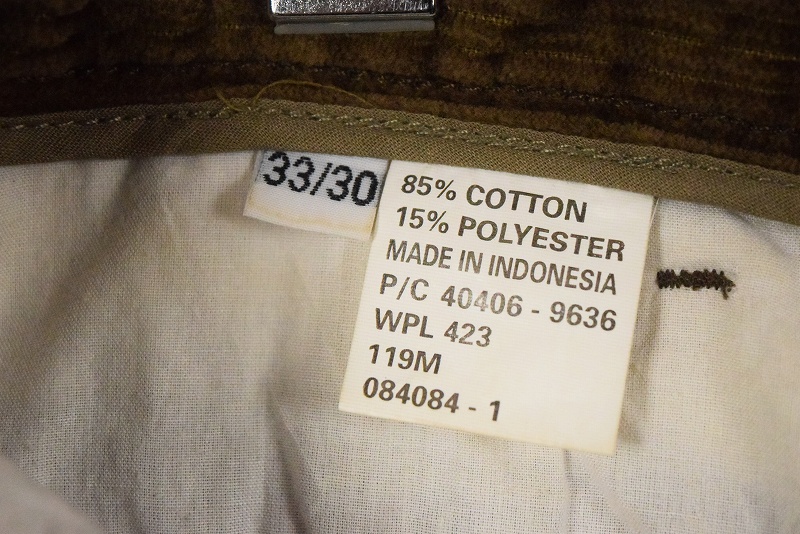 33/30
85% COTTON
15% POLYESTER
MADE IN INDONESIA
P/C 40406 - 9636
WPL 423
119M
084084 - 1